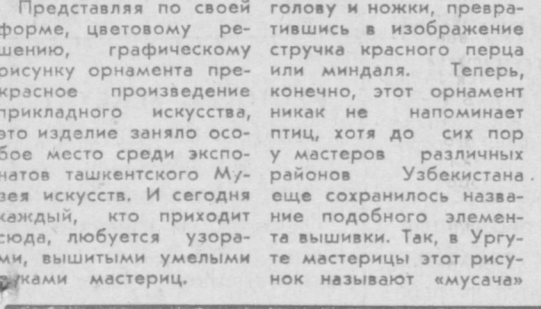 Представляя по своей
форме, цветовому ре-
шению, графическому
рисунку орнамента пре-
красное произведение
прикладного искусства,
это изделие заняло осо-
бое место среди экспо-
натов ташкентского Му-
зея искусств. И сегодня
каждый, кто приходит
сюда, любуется узора-
ми, вышитыми умелыми
руками мастериц.
голову и ножки, превра-
тившись в изображение
стручка красного перца
или миндаля. Теперь,
конечно, этот орнамент
никак не напоминает
птиц, хотя до сих пор
у мастеров различных
районов Узбекистана
еще сохранилось назва-
ние подобного элемен-
та вышивки. Так, в Ургу-
те мастерицы этот рису-
нок называют «мусача»